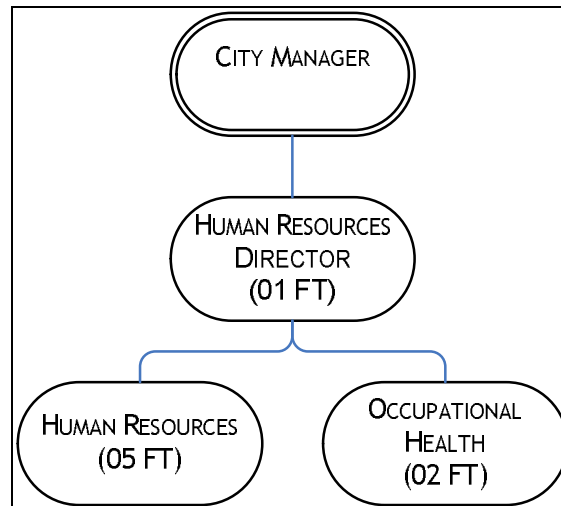 CITY MANAGER
HUMAN RESOURCES
DIRECTOR
(01 FT)
HUMAN RESOURCES
(05 FT)
OCCUPATIONAL
HEALTH
(02 FT)